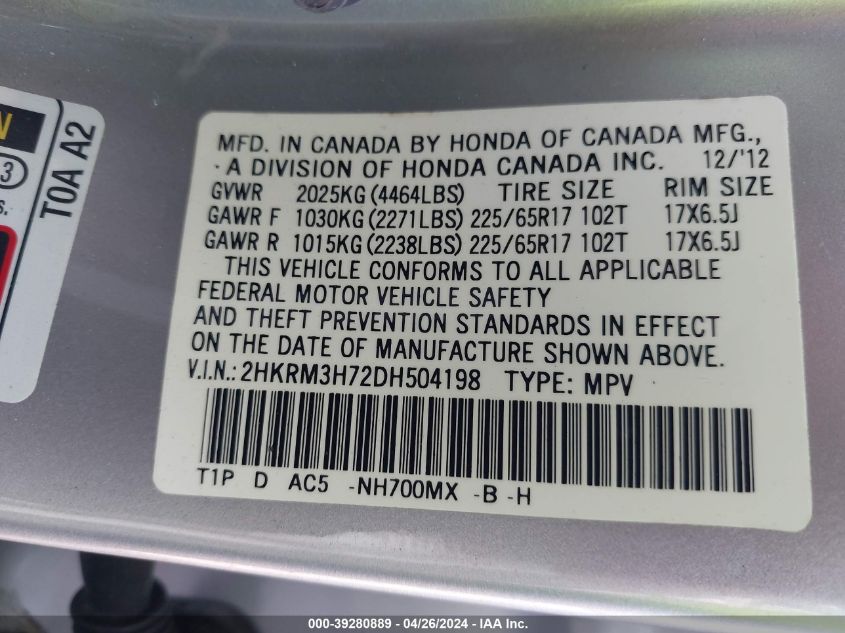 N
3
S.
TOA A2
MFD. IN CANADA BY HONDA OF CANADA MFG.,
A DIVISION OF HONDA CANADA INC. 12/'12
GVWR 2025KG (4464LBS) TIRE SIZE RIM SIZE
GAWR F 1030KG (2271LBS) 225/65R17 102T 17X6.5J
GAWR R 1015KG (2238LBS) 225/65R17 102T 17X6.5J
THIS VEHICLE CONFORMS TO ALL APPLICABLE
FEDERAL MOTOR VEHICLE SAFETY
AND THEFT PREVENTION STANDARDS IN EFFECT
ON THE DATE OF MANUFACTURE SHOWN ABOVE.
V.I.N.: 2HKRM3H72DH504198 TYPE: MPV
T1P D AC5 -NH700MX -B -H
000-39280889 - 04/26/2024 - IAA Inc.